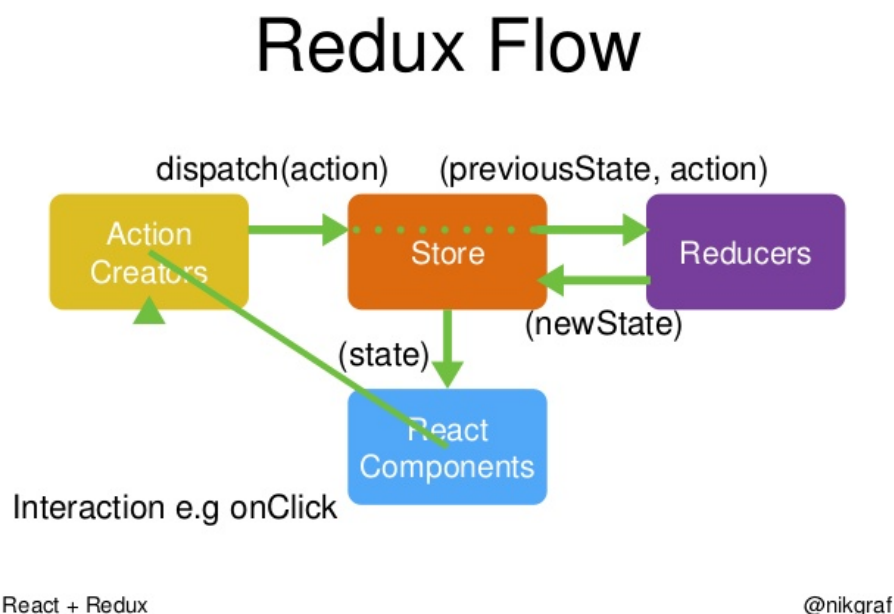 Redux Flow
dispatch(action)
(previousState, action)
Action
Creators
Store
Reducers
(newState)
(state)
React
Components
Interaction e.g onClick
React + Redux
@nikgraf